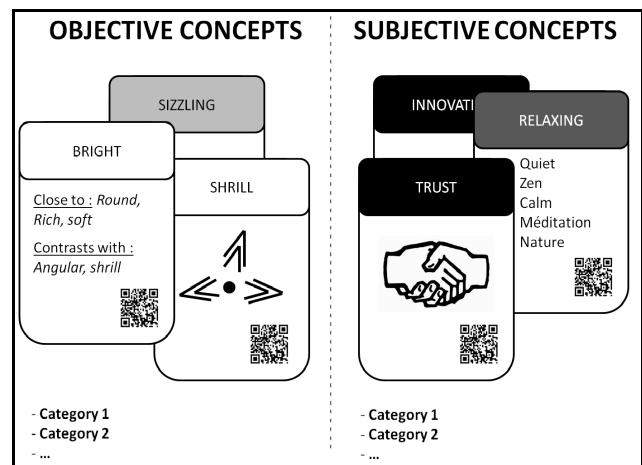 OBJECTIVE CONCEPTS
SIZZLING
BRIGHT
Close to : Round,
Rich, soft
Contrasts with :
Angular, shrill
SHRILL
- Category 1
- Category 2
- ...
SUBJECTIVE CONCEPTS
INNOVATI
RELAXING
Quiet
Zen
Calm
Méditation
Nature
TRUST
- Category 1
- Category 2
- ...